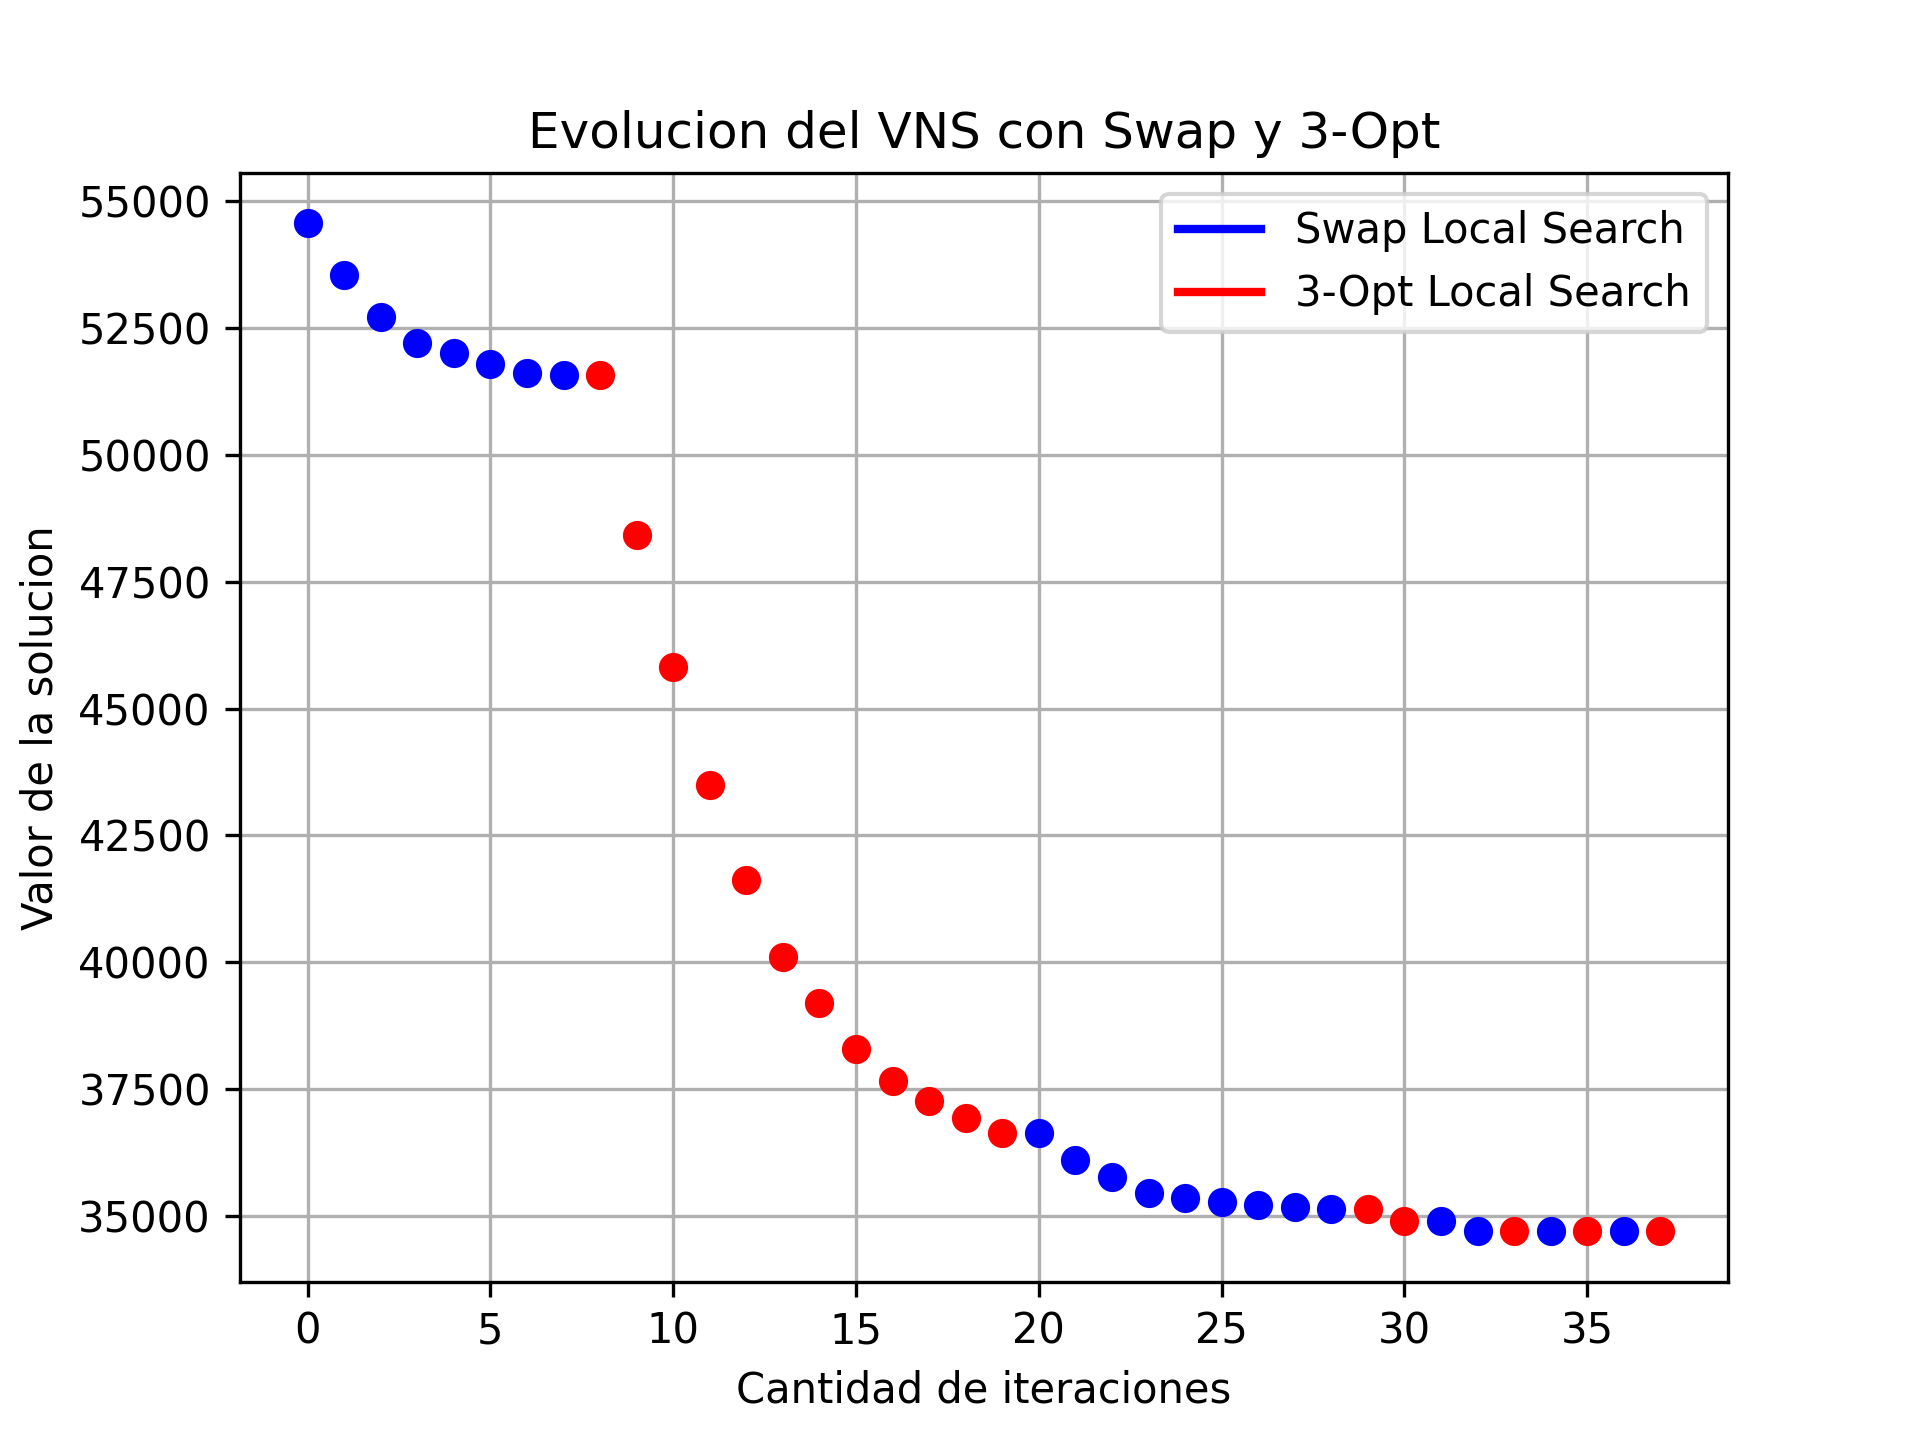 Evolucion del VNS con Swap y 3-Opt
Swap Local Search
3-Opt Local Search
Valor de la solucion
55000
52500
50000
47500
45000
42500
40000
37500
35000
0 5 10 15 20 25 30 35
Cantidad de iteraciones